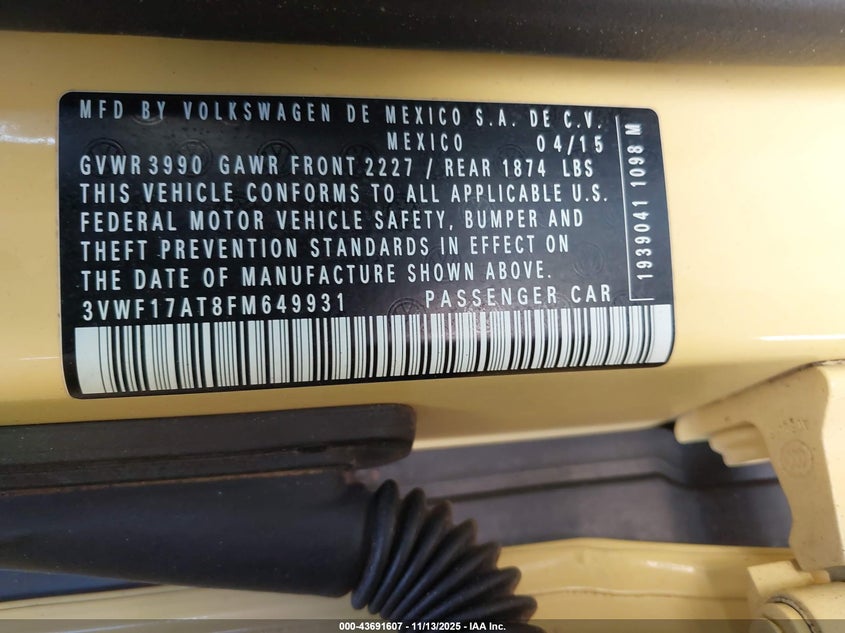 MFD BY VOLKSWAGEN DE MEXICO S.A. DE C.V.
MEXICO 04/15
GVWR 3990 GAWR FRONT 2227 / REAR 1874 LBS
THIS VEHICLE CONFORMS TO ALL APPLICABLE U.S.
FEDERAL MOTOR VEHICLE SAFETY, BUMPER AND
THEFT PREVENTION STANDARDS IN EFFECT ON
THE DATE OF MANUFACTURE SHOWN ABOVE.
3VWF17AT8FM649931 PASSENGER CAR
1939041 1098 M
000-43691607 - 11/13/2025 - IAA Inc.